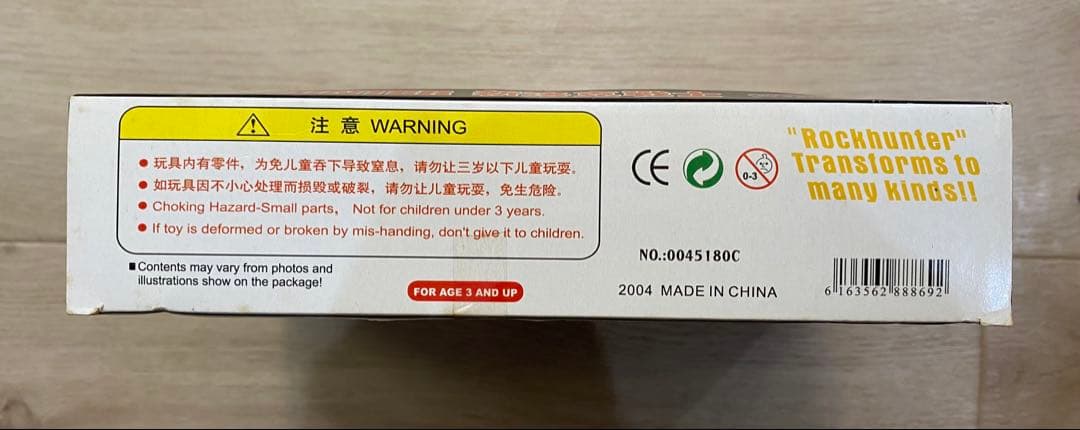 注 意 WARNING
● 玩具内有零件，为免儿童吞下导致窒息，请勿让三岁以下儿童玩耍。
● 如玩具因不小心处理而损毁或破裂，请勿让儿童玩耍，免生危险。
● Choking Hazard-Small parts, Not for children under 3 years.
● If toy is deformed or broken by mis-handing, don't give it to children.
■ Contents may vary from photos and
illustrations show on the package!
FOR AGE 3 AND UP
CE
0-3
"Rockhunter"
Transforms to
many kinds!!
NO.:0045180C
2004 MADE IN CHINA
6 163562 888692